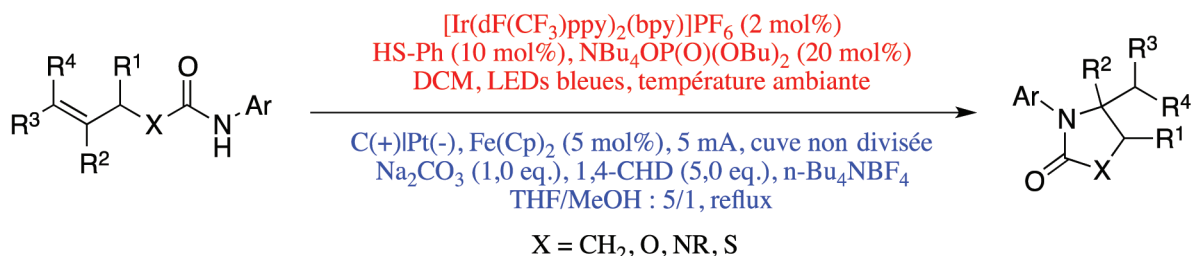 [Ir(dF(CF3)ppy)2(bpy)]PF6 (2 mol%)
HS-Ph (10 mol%), NBu4OP(O)(OBu)2 (20 mol%)
DCM, LEDs bleues, température ambiante
R4
R1
O
R3
R2
X
N
H
Ar
C(+)|Pt(-), Fe(Cp)2 (5 mol%), 5 mA, cuve non divisée
Na2CO3 (1,0 eq.), 1,4-CHD (5,0 eq.), n-Bu4NBF4
THF/MeOH : 5/1, reflux
X = CH2, O, NR, S
R3
R2
Ar
N
R4
R1
O
X